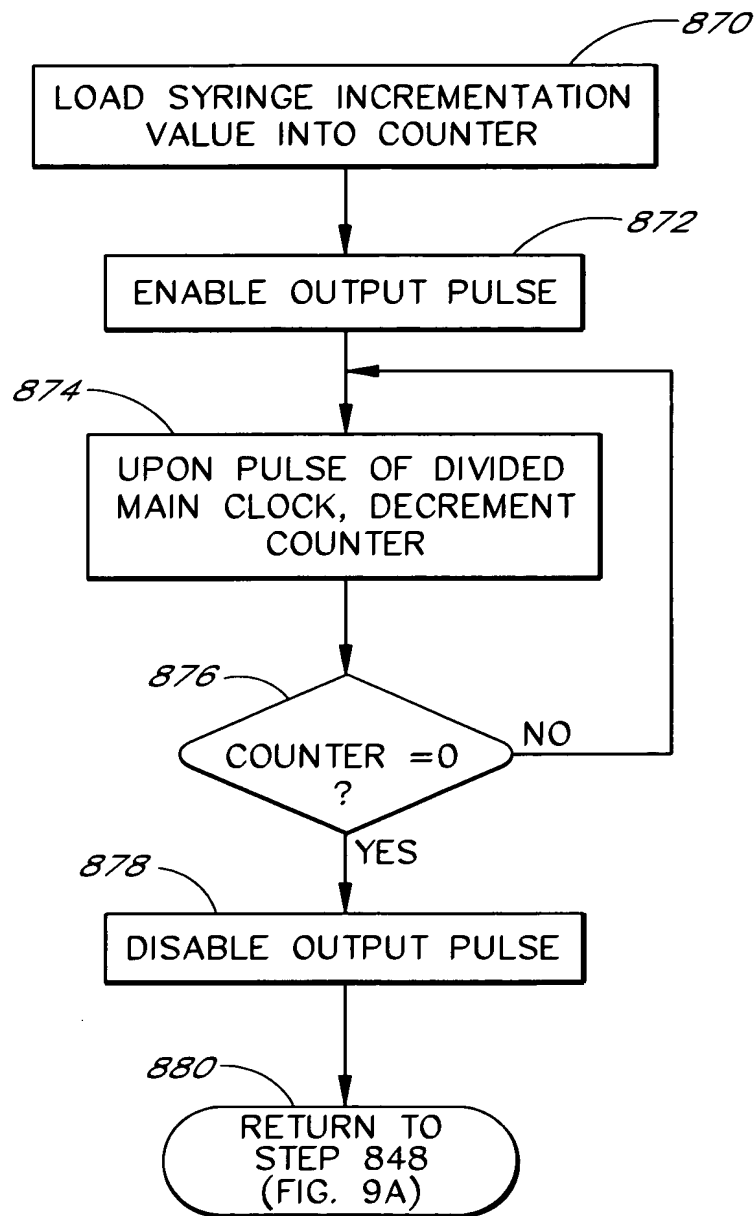 870
LOAD SYRINGE INCREMENTATION
VALUE INTO COUNTER
872
ENABLE OUTPUT PULSE
874
UPON PULSE OF DIVIDED
MAIN CLOCK, DECREMENT
COUNTER
876
COUNTER =0
?
NO
YES
878
DISABLE OUTPUT PULSE
880
RETURN TO
STEP 848
(FIG. 9A)